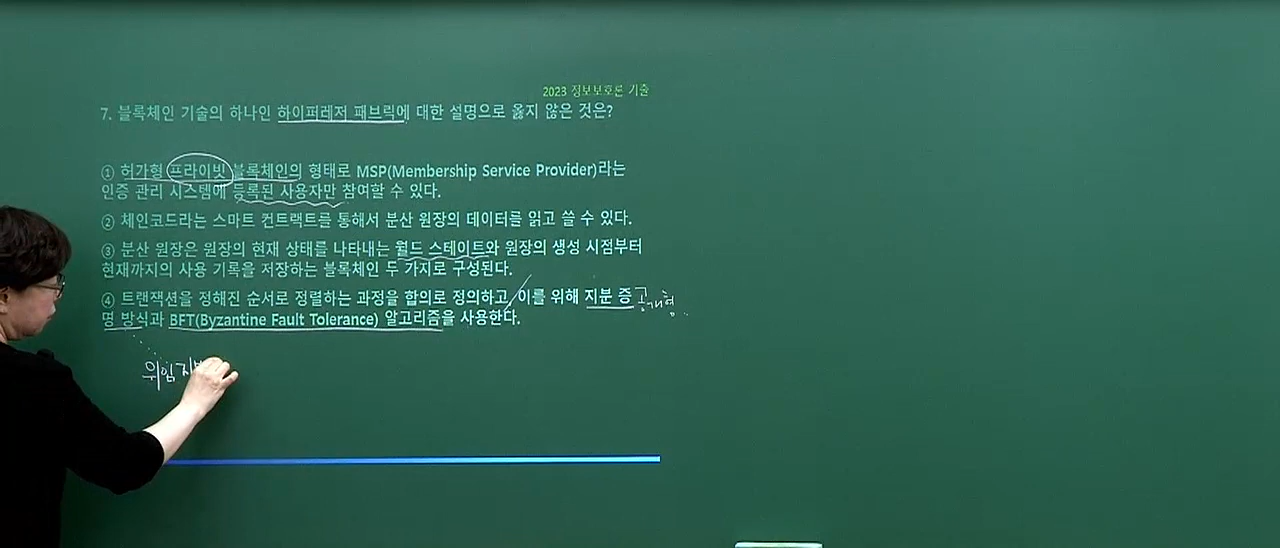 2023 정보보호론 기출
7. 블록체인 기술의 하나인 하이퍼레저 패브릭에 대한 설명으로 옳지 않은 것은?
① 허가형 프라이빗 블록체인의 형태로 MSP(Membership Service Provider)라는
인증 관리 시스템에 등록된 사용자만 참여할 수 있다.
② 체인코드라는 스마트 컨트랙트를 통해서 분산 원장의 데이터를 읽고 쓸 수 있다.
③ 분산 원장은 원장의 현재 상태를 나타내는 월드 스테이트와 원장의 생성 시점부터
현재까지의 사용 기록을 저장하는 블록체인 두 가지로 구성된다.
④ 트랜잭션을 정해진 순서로 정렬하는 과정을 합의로 정의하고, 이를 위해 지분 증 공개형
명 방식과 BFT(Byzantine Fault Tolerance) 알고리즘을 사용한다.
위임